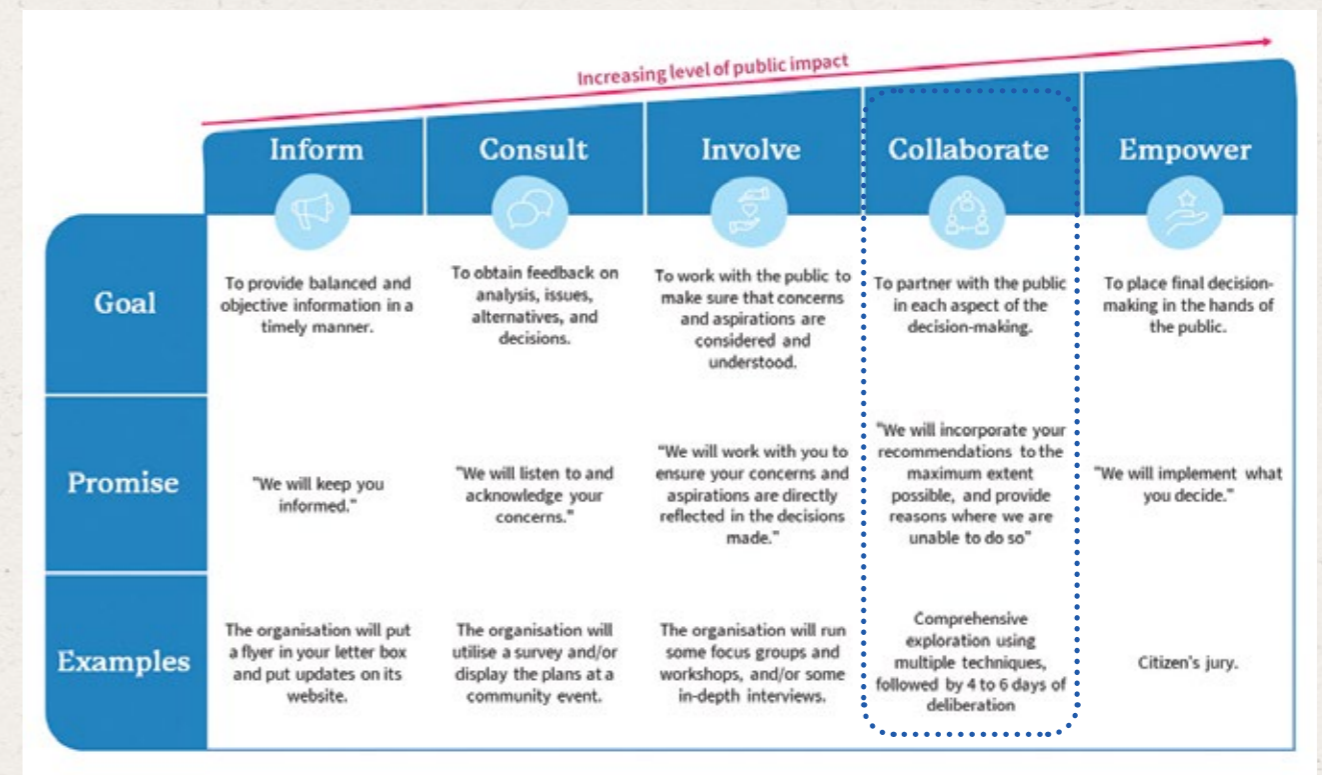 Increasing level of public impact
Inform
Consult
Involve
Collaborate
Empower
Goal
To provide balanced and
objective information in a
timely manner.
To obtain feedback on
analysis, issues,
alternatives, and
decisions.
To work with the public to
make sure that concerns
and aspirations are
considered and
understood.
To partner with the public
in each aspect of the
decision-making.
To place final decision-
making in the hands of
the public.
Promise
"We will keep you
informed."
"We will listen to and
acknowledge your
concerns."
"We will work with you to
ensure your concerns and
aspirations are directly
reflected in the decisions
made."
"We will incorporate your
recommendations to the
maximum extent
possible, and provide
reasons where we are
unable to do so"
"We will implement what
you decide."
Examples
The organisation will put
a flyer in your letter box
and put updates on its
website.
The organisation will
utilise a survey and/or
display the plans at a
community event.
The organisation will run
some focus groups and
workshops, and/or some
in-depth interviews.
Comprehensive
exploration using
multiple techniques,
followed by 4 to 6 days of
deliberation
Citizen's jury.